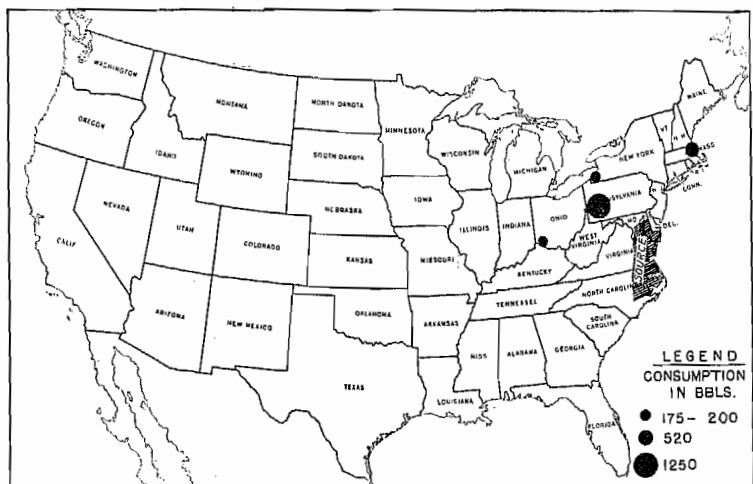 WASHINGTON
OREGON
CALIF
NEVADA
IDAHO
MONTANA
WYOMING
UTAH
ARIZONA
COLORADO
NEW MEXICO
NORTH DAKOTA
SOUTH DAKOTA
NEBRASKA
KANSAS
OKLAHOMA
TEXAS
MINNESOTA
IOWA
MISSOURI
ARKANSAS
LOUISIANA
WISCONSIN
ILLINOIS
MICHIGAN
INDIANA
OHIO
KENTUCKY
TENNESSEE
MISS
ALABAMA
GEORGIA
FLORIDA
SOUTH CAROLINA
NORTH CAROLINA
VIRGINIA
WEST VIRGINIA
SYLVANIA
NEW YORK
VT.
N H
MAINE
MASS
R I
CONN.
MD.
DEL.
SOURCE
LEGEND
CONSUMPTION
IN BBLS.
175- 200
520
1250